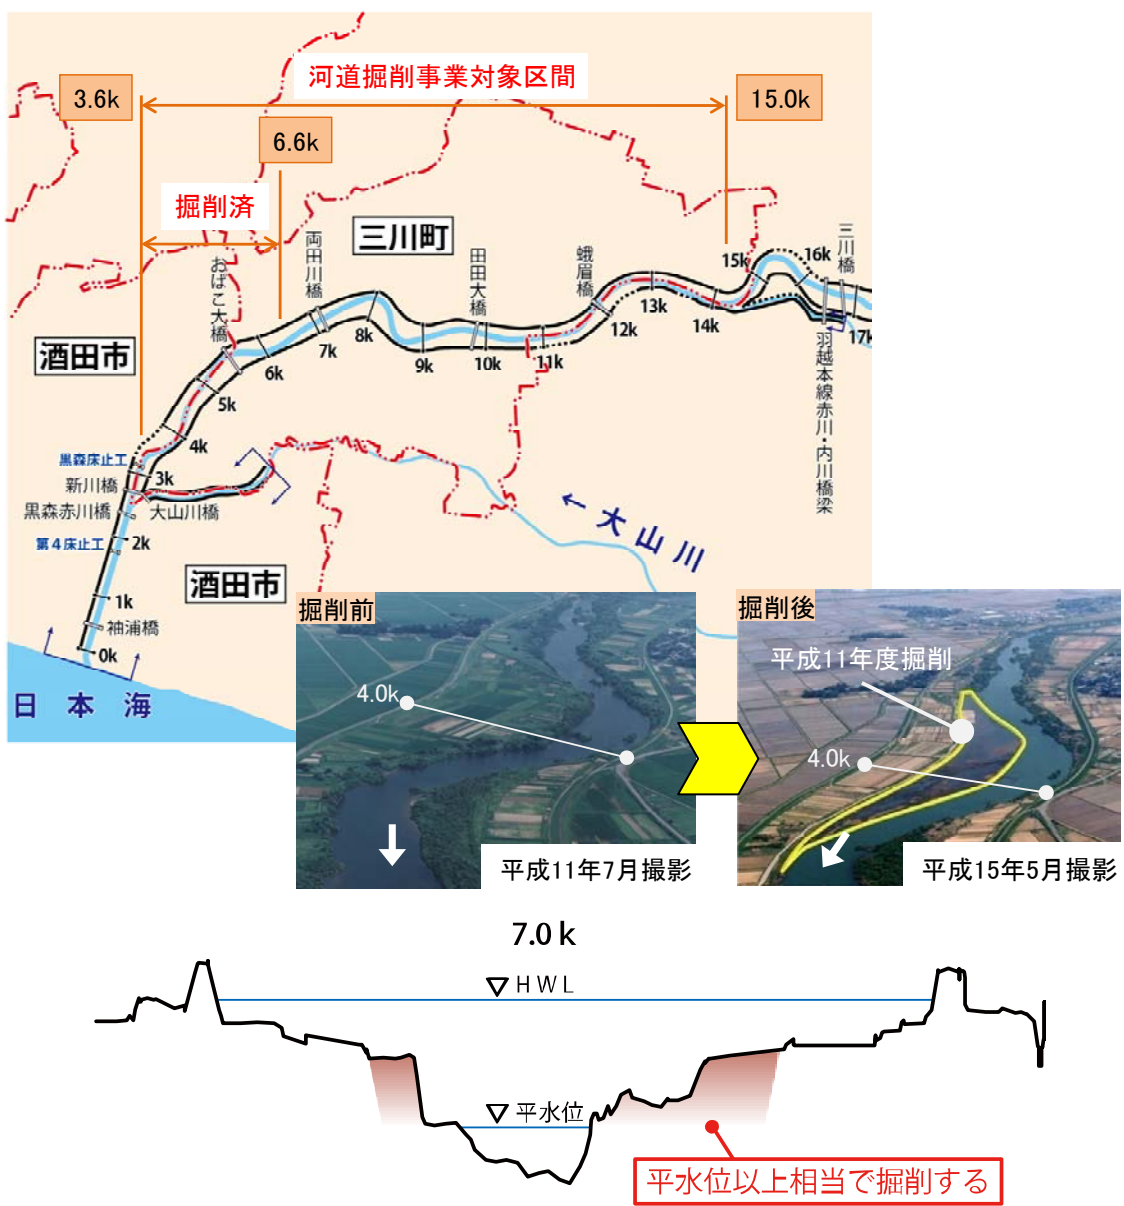 河道掘削事業対象区間
3.6k
15.0k
6.6k
掘削済
三川町
両田川橋
おばこ大橋
田田大橋
蛾眉橋
三川橋
15k
16k
13k
12k
14k
17k
8k
7k
9k
10k
11k
6k
酒田市
5k
4k
羽越本線赤川・内川橋梁
黒森床止工
3k
新川橋
黒森赤川橋
大山川橋
第4床止工
2k
←大山川
酒田市
1k
袖浦橋
0k
日本海
掘削前
4.0k
平成11年7月撮影
掘削後
平成11年度掘削
4.0k
平成15年5月撮影
7.0k
HWL
平水位
平水位以上相当で掘削する